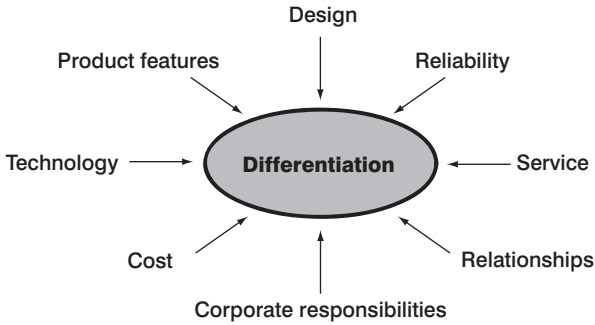 Design
Product features
Reliability
Technology
Differentiation
Service
Cost
Relationships
Corporate responsibilities